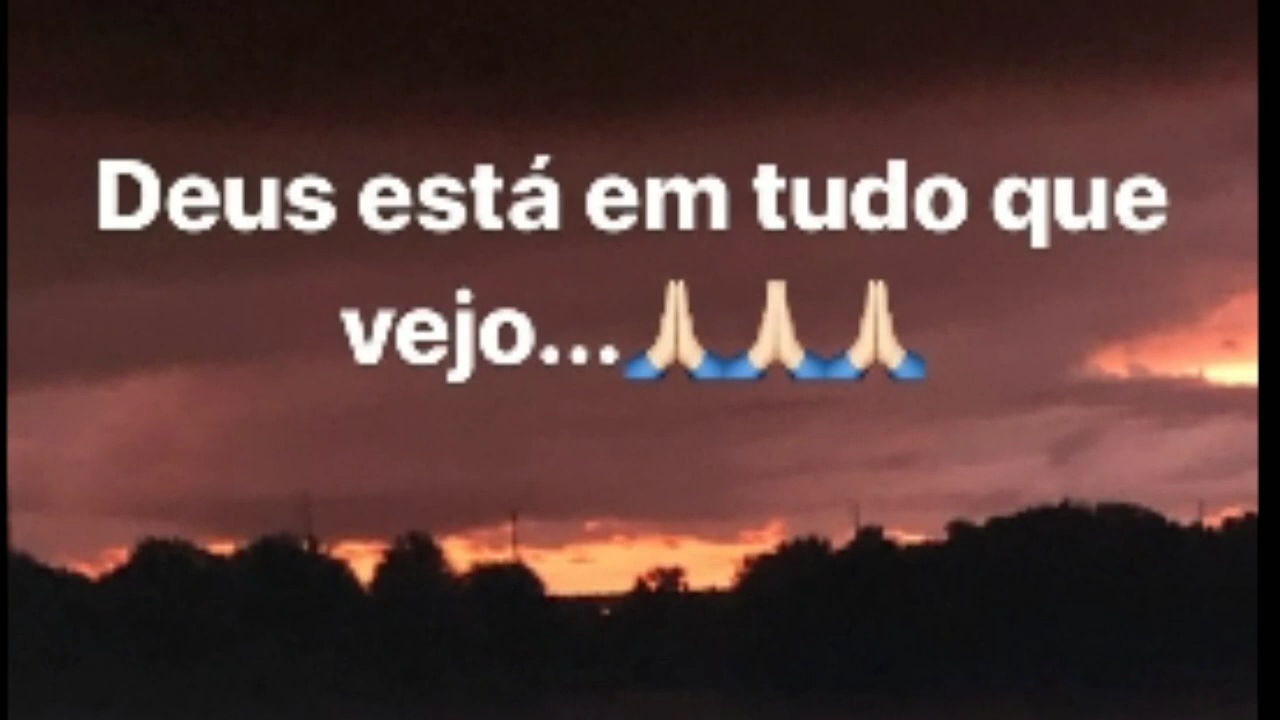 Deus está em tudo que
vejo...🙏🏻🙏🏻🙏🏻